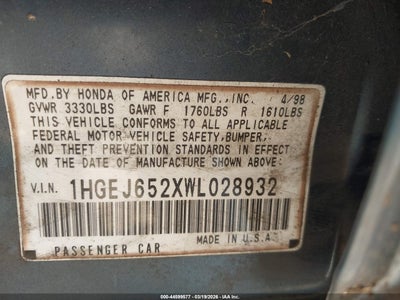 MFD.BY HONDA OF AMERICA MFG.,INC. 4/98
GVWR 3330LBS GAWR F 1760LBS R 1610LBS
THIS VEHICLE CONFORMS TO ALL APPLICABLE
FEDERAL MOTOR VEHICLE SAFETY,BUMPER,
AND THEFT PREVENTION STANDARDS IN EFFECT
ON THE DATE OF MANUFACTURE SHOWN ABOVE.
V.I.N. 1HGEJ652XWL028932
PASSENGER CAR MADE IN U.S.A
000-44599577 - 03/19/2026 - IAA Inc.